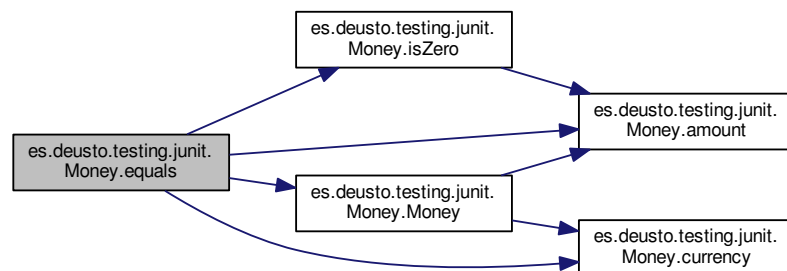 es.deusto.testing.junit.
Money.isZero
es.deusto.testing.junit.
Money.amount
es.deusto.testing.junit.
Money.equals
es.deusto.testing.junit.
Money.Money
es.deusto.testing.junit.
Money.currency